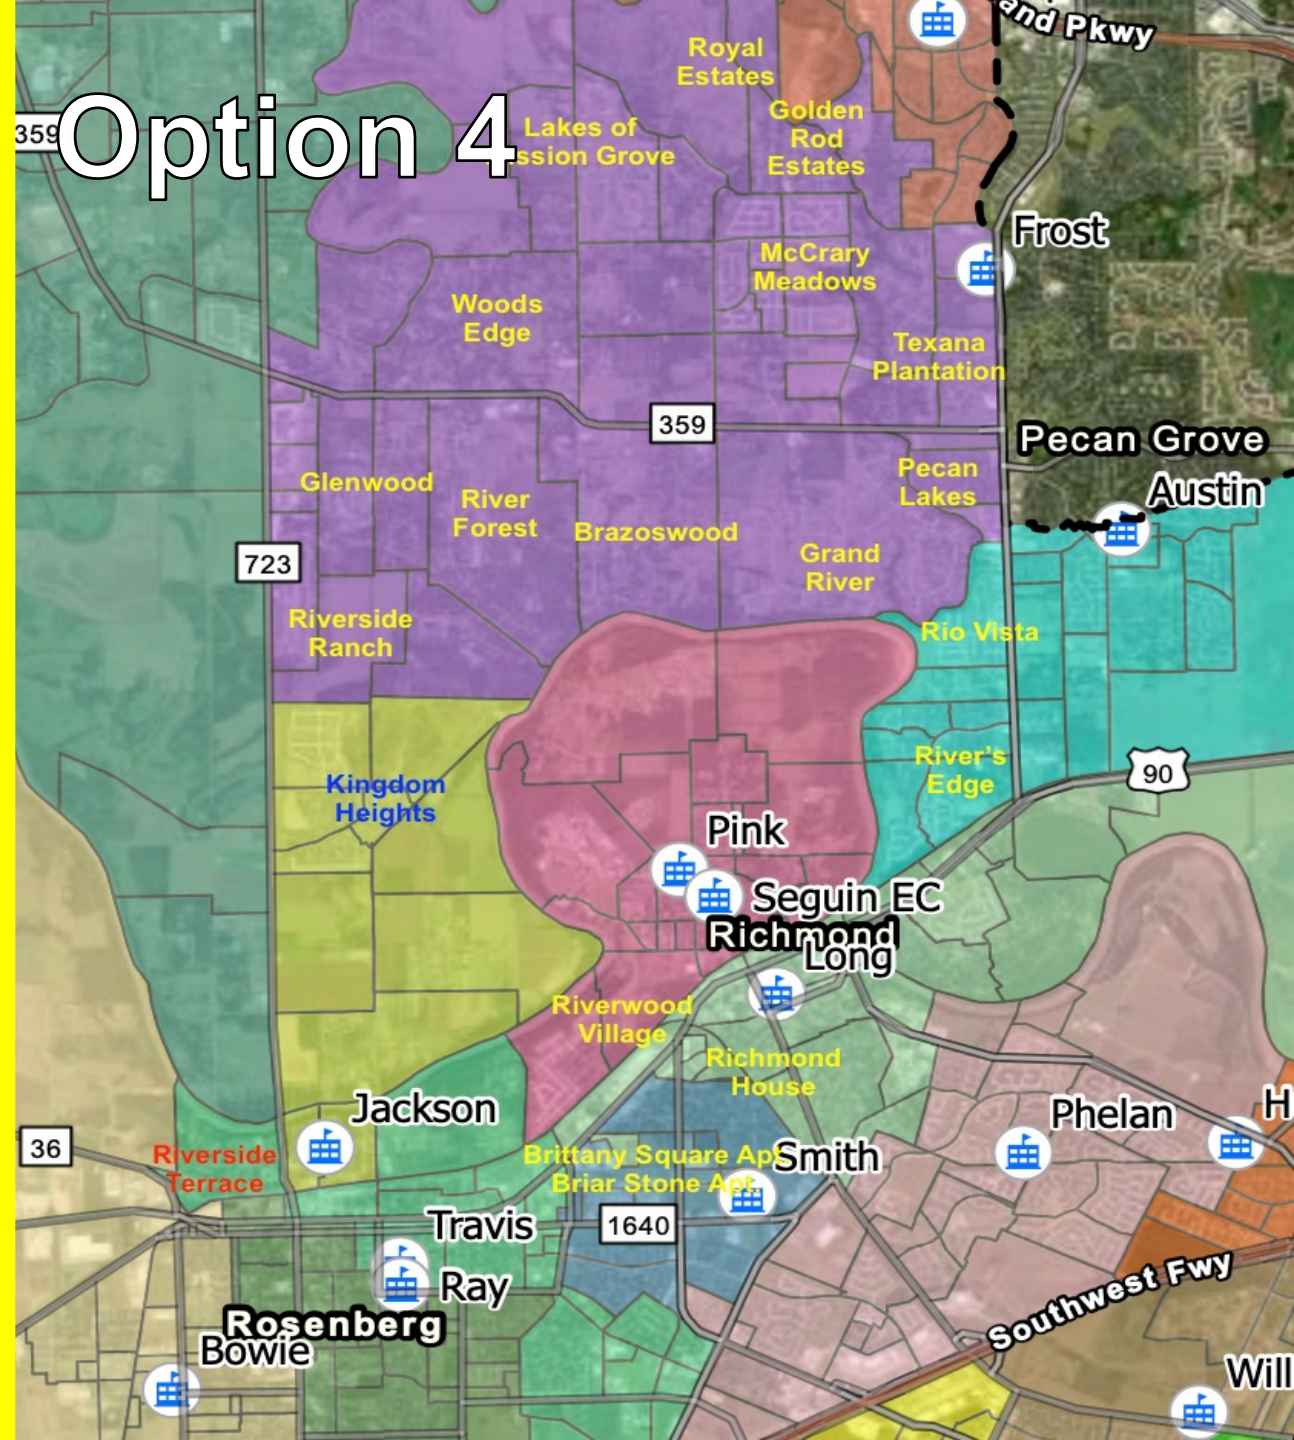 and Pkwy
Royal
Estates
359
Option 4
Lakes of
ssion Grove
Golden
Rod
Estates
Frost
McCrary
Meadows
Woods
Edge
Texana
Plantation
359
Pecan Grove
Pecan
Lakes
Austin
Glenwood
River
Forest
Brazoswood
Grand
River
723
Riverside
Ranch
Rio Vista
River's
Edge
90
Kingdom
Heights
Pink
Seguin EC
Richmond
Long
Riverwood
Village
Richmond
House
Jackson
Phelan
H
36
Riverside
Terrace
Brittany Square Apt
Briar Stone Apt.
Smith
Travis
1640
Ray
Southwest Fwy
Rosenberg
Bowie
Will